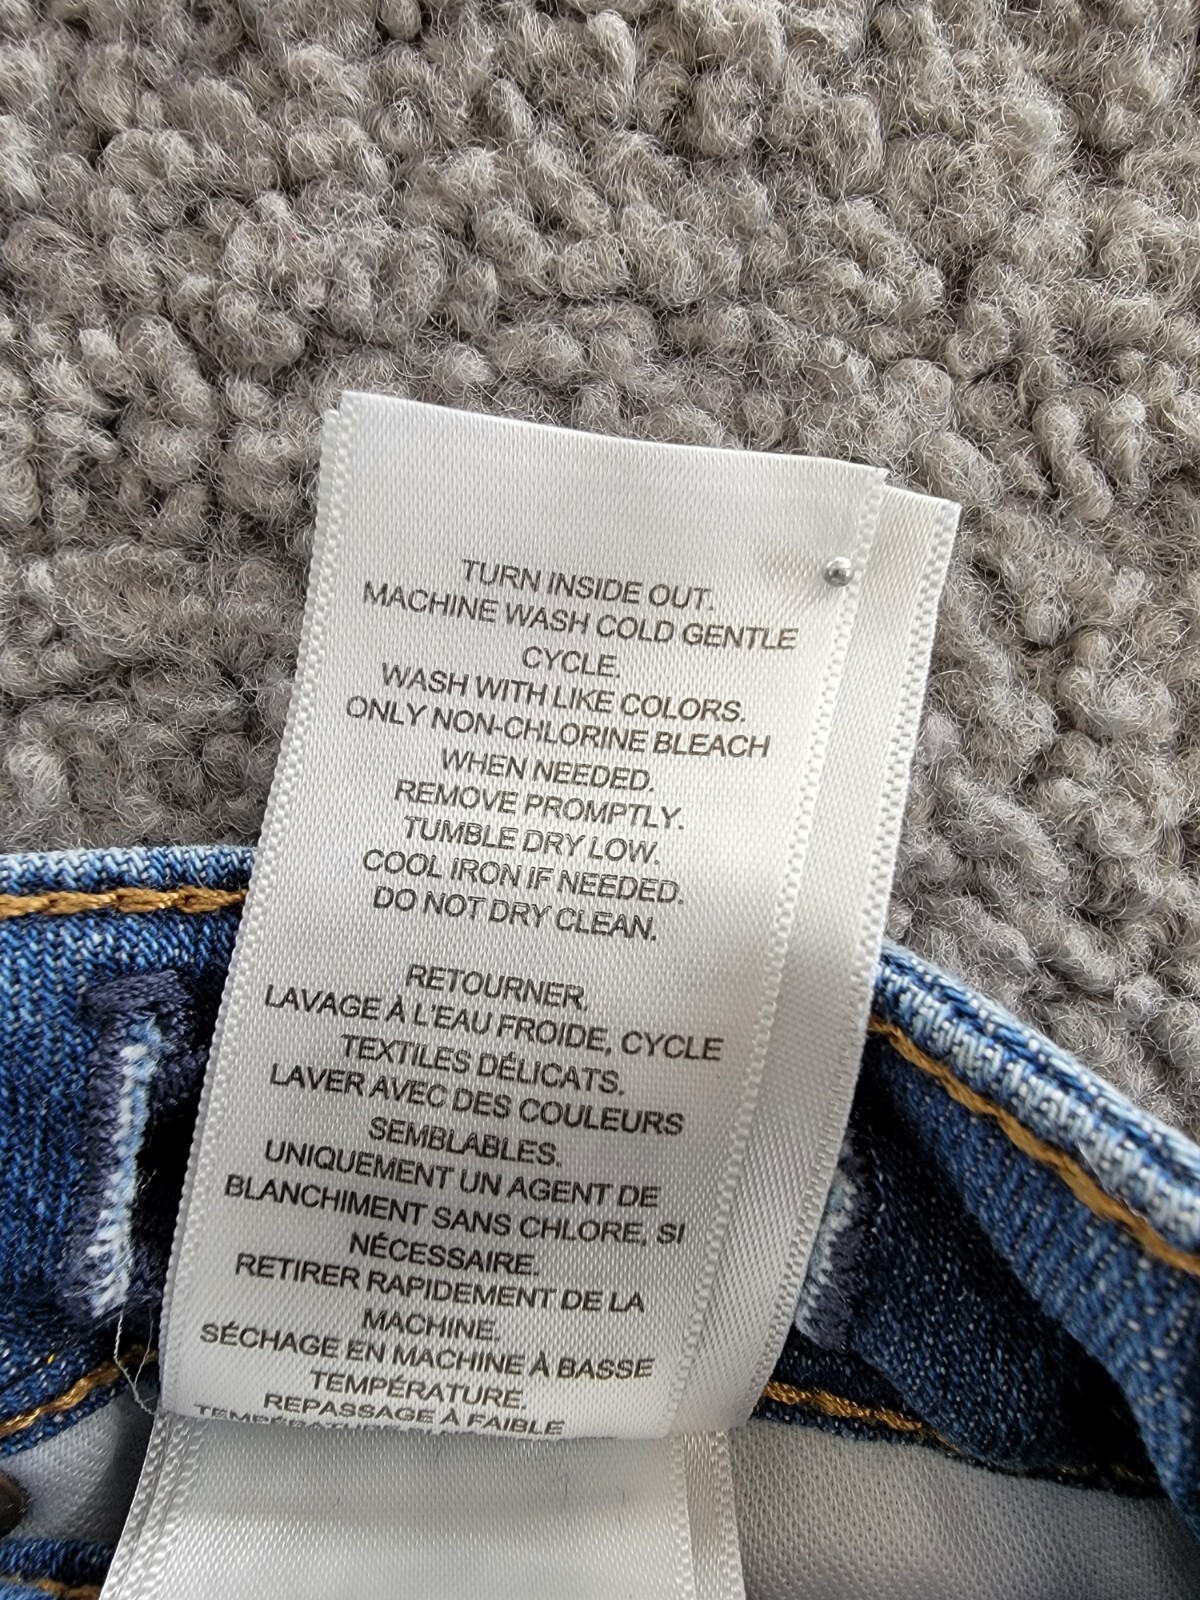 TURN INSIDE OUT.
MACHINE WASH COLD GENTLE
CYCLE.
WASH WITH LIKE COLORS.
ONLY NON-CHLORINE BLEACH
WHEN NEEDED.
REMOVE PROMPTLY.
TUMBLE DRY LOW.
COOL IRON IF NEEDED.
DO NOT DRY CLEAN.
RETOURNER,
LAVAGE À L'EAU FROIDE, CYCLE
TEXTILES DÉLICATS.
LAVER AVEC DES COULEURS
SEMBLABLES.
UNIQUEMENT UN AGENT DE
BLANCHIMENT SANS CHLORE, SI
NÉCESSAIRE.
RETIRER RAPIDEMENT DE LA
MACHINE.
SÉCHAGE EN MACHINE À BASSE
TEMPÉRATURE.
REPASSAGE À FAIBLE